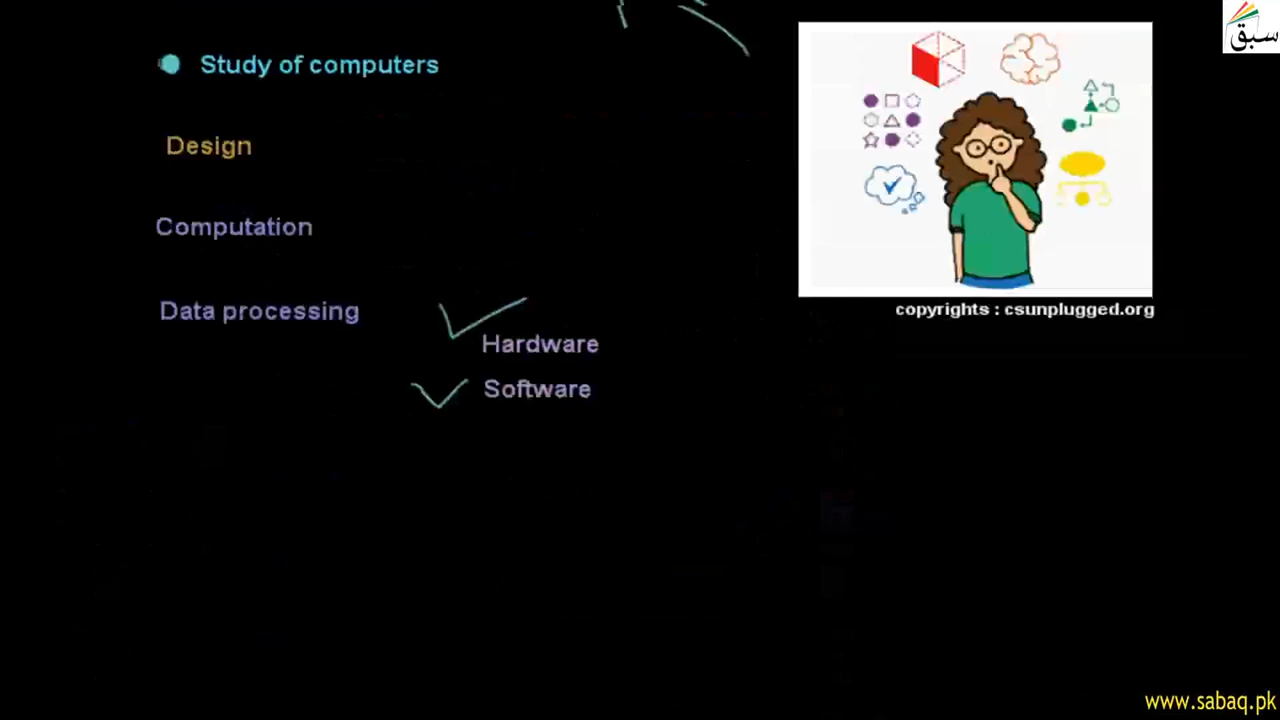 سبق
Study of computers
Design
Computation
Data processing
Hardware
Software
copyrights : csunplugged.org
www.sabaq.pk